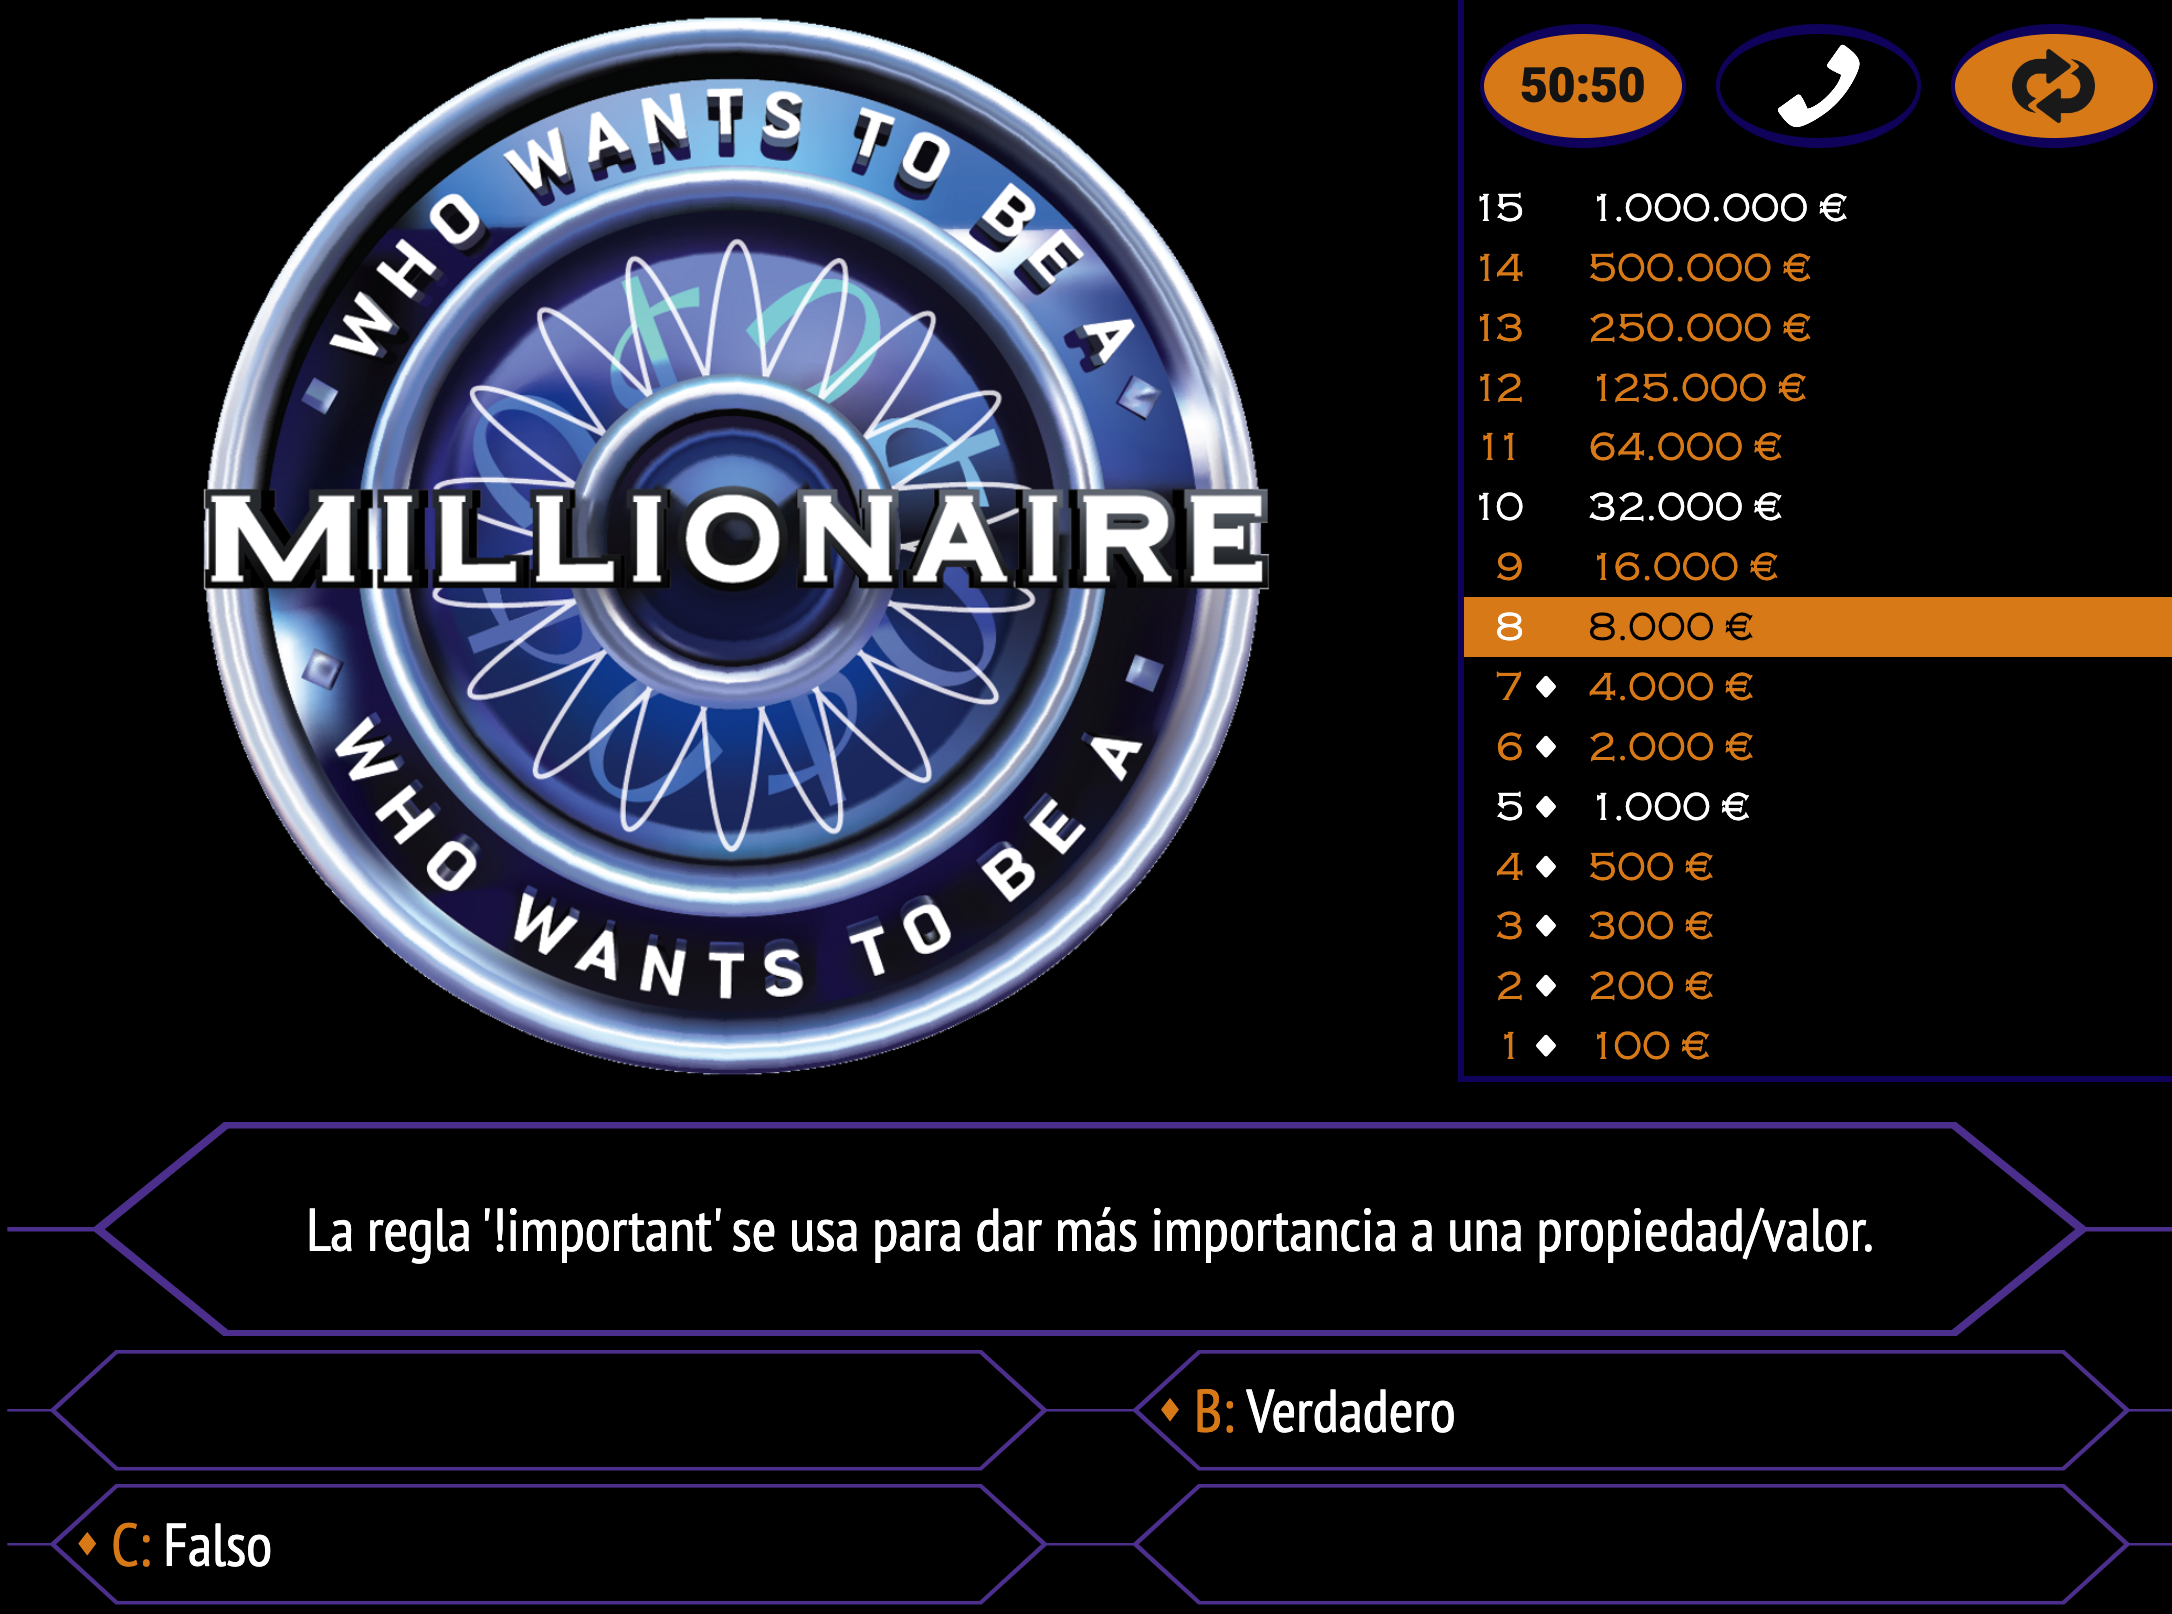 WHO WANTS TO BE A
MILLIONAIRE
WHO WANTS TO BE A
50:50
15 1.000.000 €
14 500.000 €
13 250.000 €
12 125.000 €
11 64.000 €
10 32.000 €
9 16.000 €
8 8.000 €
7 ♦ 4.000 €
6 ♦ 2.000 €
5 ♦ 1.000 €
4 ♦ 500 €
3 ♦ 300 €
2 ♦ 200 €
1 ♦ 100 €
La regla '!important' se usa para dar más importancia a una propiedad/valor.
♦ B: Verdadero
♦ C: Falso